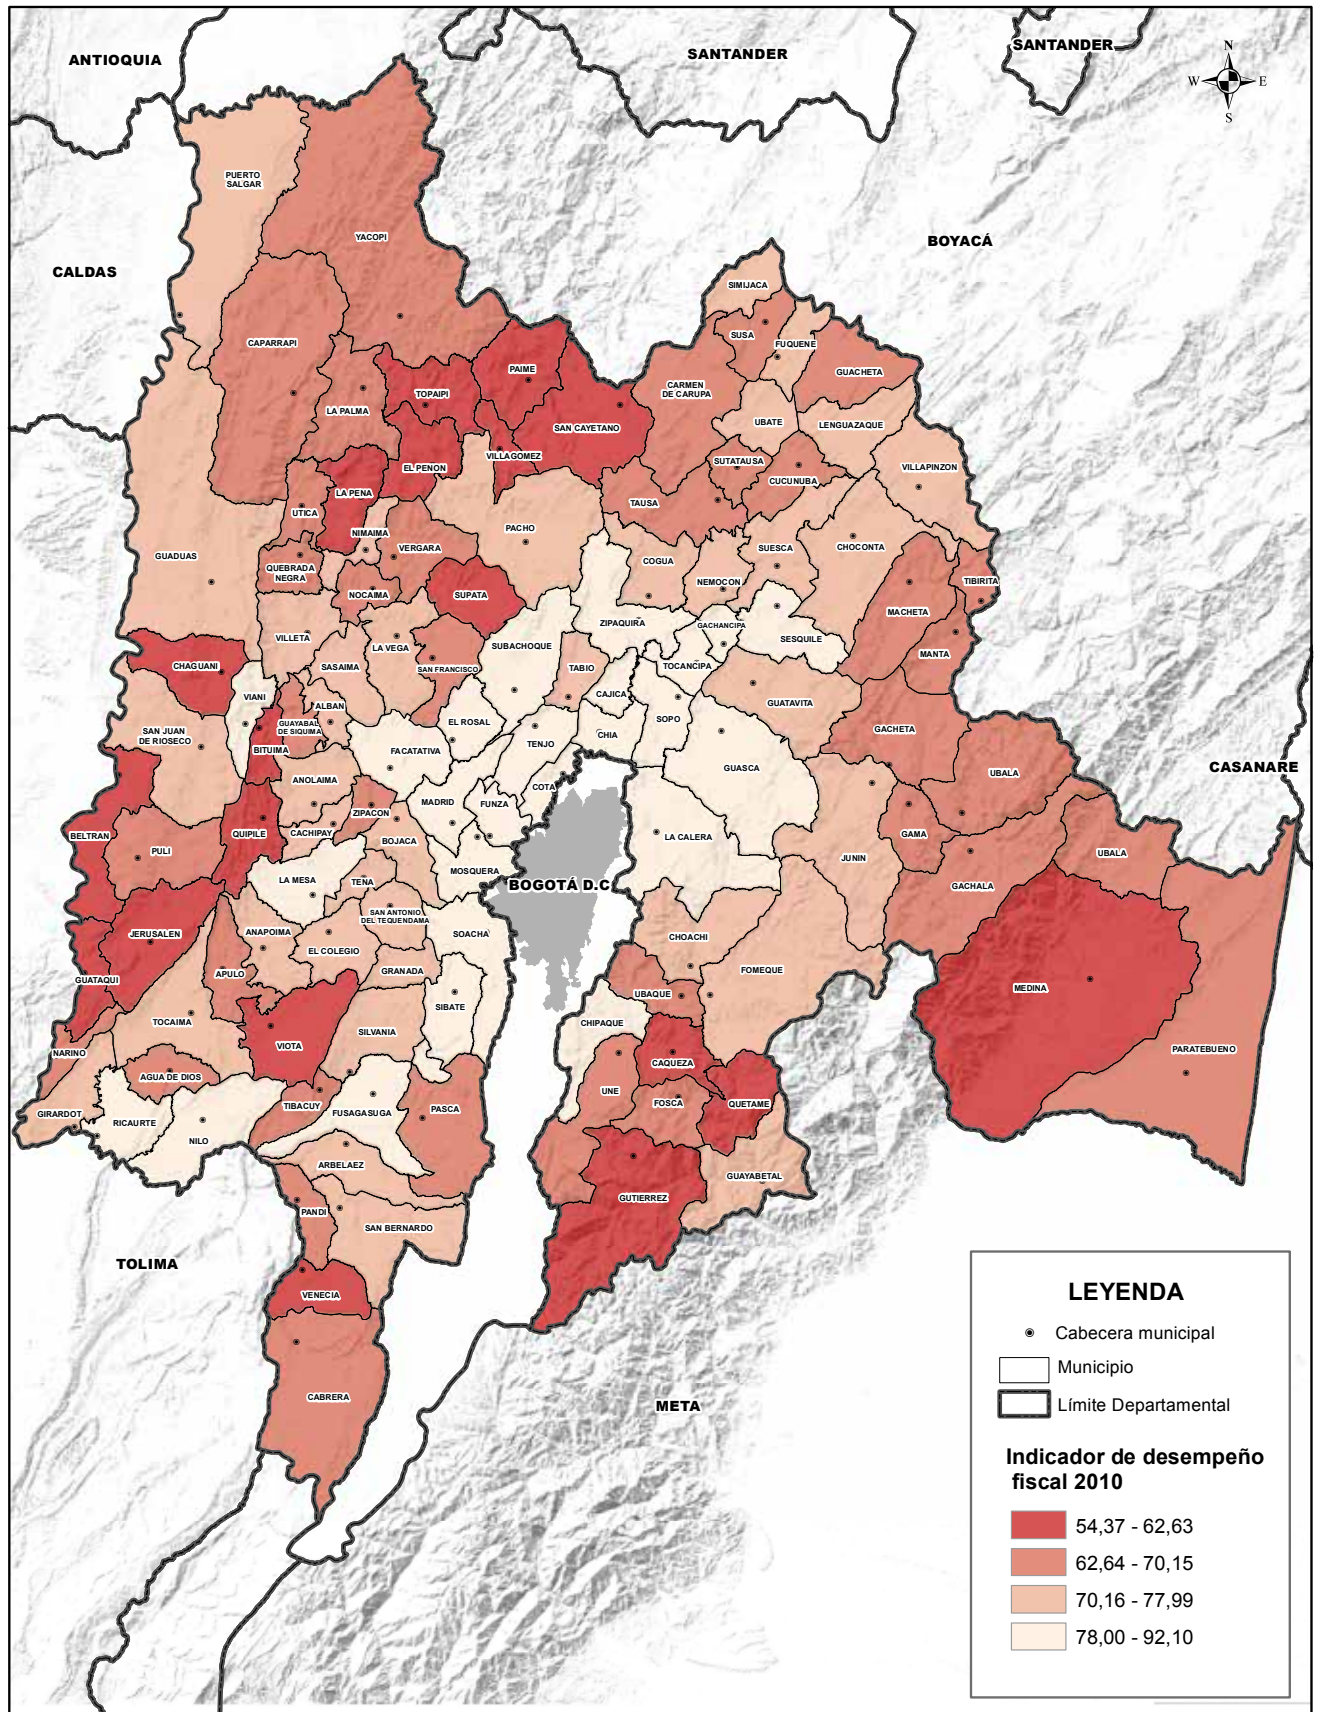 ANTIOQUIA
SANTANDER
SANTANDER
N
W
E
S
PUERTO
SALGAR
YACOPI
BOYACÁ
CALDAS
SIMIJACA
SUSA
FUQUENE
CAPARRAPI
GUACHETA
PAIME
CARMEN
DE CARUPA
TOPAIPI
LA PALMA
UBATE
LENGUAZAQUE
SAN CAYETANO
VILLAGOMEZ
EL PENON
SUTATAUSA
VILLAPINZON
CUCUNUBA
LA PENA
TAUSA
UTICA
PACHO
NIMAIMA
VERGARA
SUESCA
CHOCONTA
GUADUAS
COGUA
QUEBRADA
NEGRA
NEMOCON
TIBIRITA
NOCAIMA
SUPATA
MACHETA
ZIPAQUIRA
GACHANCIPA
VILLETA
LA VEGA
SUBACHOQUE
SESQUILE
MANTA
CHAGUANI
SASAIMA
SAN FRANCISCO
TABIO
TOCANCIPA
CAJICA
VIANI
ALBAN
GUATAVITA
SAN JUAN
DE RIOSECO
GUAYABAL
DE SIQUIMA
EL ROSAL
SOPO
GACHETA
CHIA
TENJO
BITUIMA
FACATATIVA
GUASCA
UBALA
CASANARE
ANOLAIMA
COTA
MADRID
FUNZA
ZIPACON
BELTRAN
QUIPILE
CACHIPAY
LA CALERA
GAMA
BOJACA
PULI
UBALA
JUNIN
MOSQUERA
LA MESA
TENA
BOGOTÁ D.C
GACHALA
SAN ANTONIO
DEL TEQUENDAMA
JERUSALEN
ANAPOIMA
SOACHA
CHOACHI
EL COLEGIO
GRANADA
FOMEQUE
APULO
GUATAQUI
MEDINA
UBAQUE
SIBATE
TOCAIMA
CHIPAQUE
SILVANIA
VIOTA
PARATEBUENO
NARINO
CAQUEZA
AGUA DE DIOS
UNE
FOSCA
QUETAME
TIBACUY
PASCA
GIRARDOT
FUSAGASUGA
RICAURTE
NILO
ARBELAEZ
GUAYABETAL
GUTIERREZ
PANDI
SAN BERNARDO
TOLIMA
VENECIA
CABRERA
META
LEYENDA
Cabecera municipal
Municipio
Límite Departamental
Indicador de desempeño
fiscal 2010
54,37 - 62,63
62,64 - 70,15
70,16 - 77,99
78,00 - 92,10